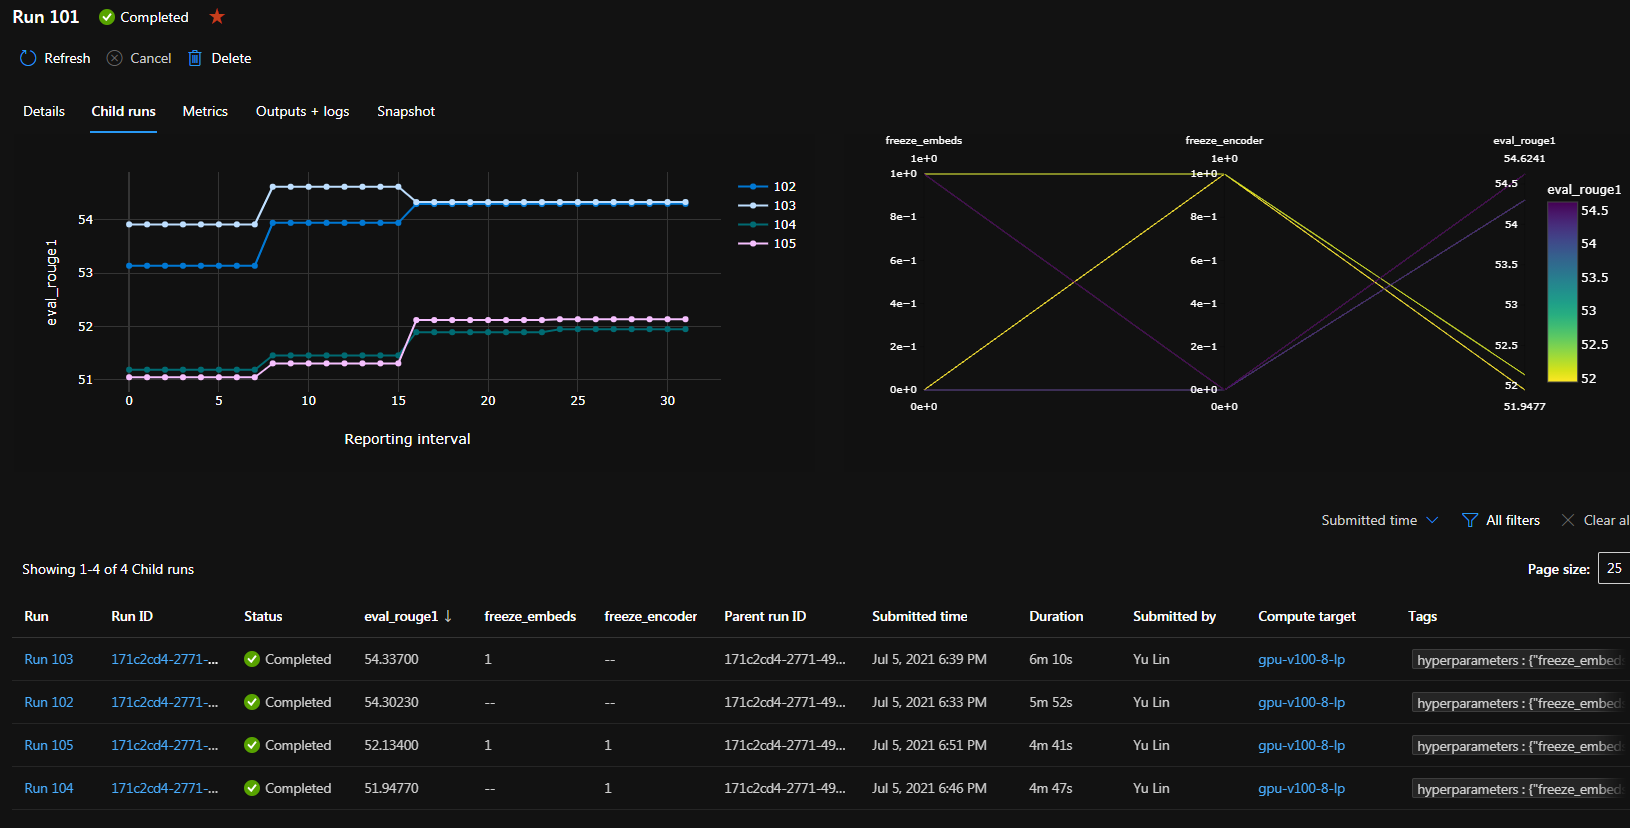 Run 101 Completed
Refresh Cancel Delete
Details Child runs Metrics Outputs + logs Snapshot
54
53
52
51
0 5 10 15 20 25 30
eval_rouge1
Reporting interval
102
103
104
105
freeze_embeds freeze_encoder eval_rouge1
1e+0 1e+0 54.6241
1e+0
8e−1
6e−1
4e−1
2e−1
0e+0
1e+0
8e−1
6e−1
4e−1
2e−1
0e+0
54.5
54
53.5
53
52.5
52
0e+0 0e+0 51.9477
eval_rouge1
54.5
54
53.5
53
52.5
52
Submitted time All filters Clear al
Showing 1-4 of 4 Child runs Page size: 25
Run Run ID Status eval_rouge1 ↓ freeze_embeds freeze_encoder Parent run ID Submitted time Duration Submitted by Compute target Tags
Run 103 171c2cd4-2771-... Completed 54.33700 1 -- 171c2cd4-2771-49... Jul 5, 2021 6:39 PM 6m 10s Yu Lin gpu-v100-8-lp hyperparameters : {"freeze_embed
Run 102 171c2cd4-2771-... Completed 54.30230 -- -- 171c2cd4-2771-49... Jul 5, 2021 6:33 PM 5m 52s Yu Lin gpu-v100-8-lp hyperparameters : {"freeze_embed
Run 105 171c2cd4-2771-... Completed 52.13400 1 1 171c2cd4-2771-49... Jul 5, 2021 6:51 PM 4m 41s Yu Lin gpu-v100-8-lp hyperparameters : {"freeze_embed
Run 104 171c2cd4-2771-... Completed 51.94770 -- 1 171c2cd4-2771-49... Jul 5, 2021 6:46 PM 4m 47s Yu Lin gpu-v100-8-lp hyperparameters : {"freeze_embed